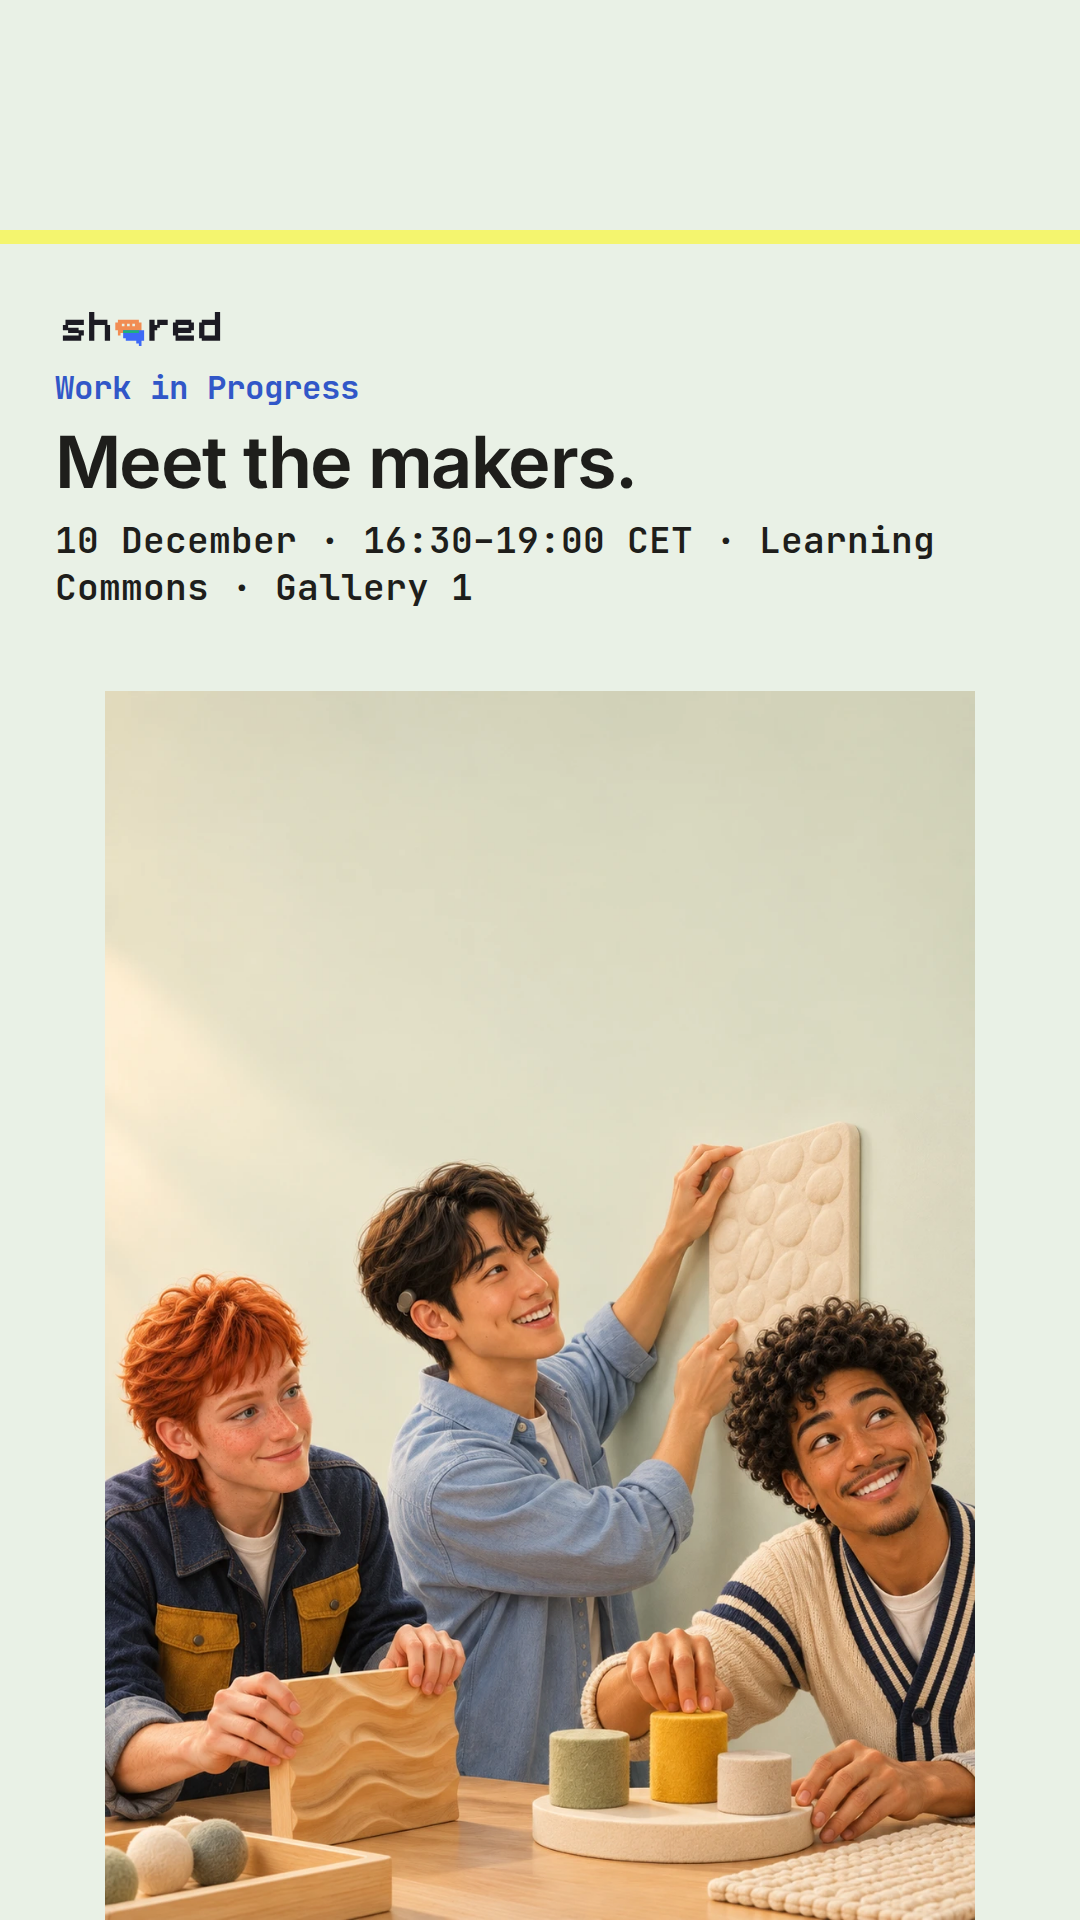 shared
Work in Progress
Meet the makers.
10 December · 16:30–19:00 CET · Learning
Commons · Gallery 1